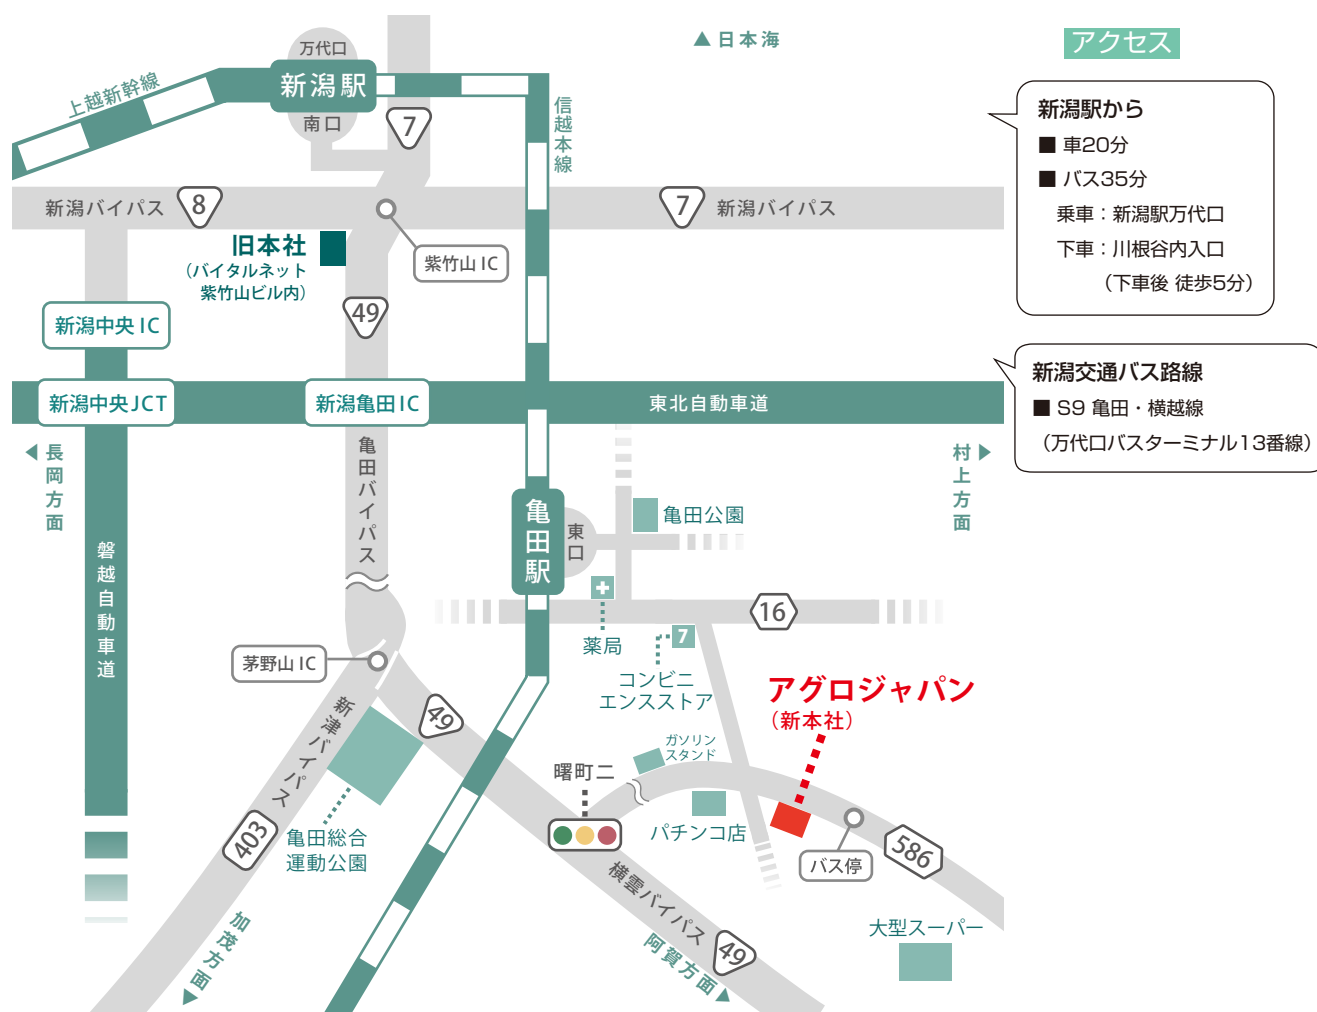 万代口
新潟駅
南口
上越新幹線
7
信越本線
▲日本海
アクセス
新潟駅から
■ 車20分
■ バス35分
乗車：新潟駅万代口
下車：川根谷内入口
（下車後 徒歩5分）
新潟バイパス
8
7
新潟バイパス
旧本社
（バイタルネット
紫竹山ビル内）
紫竹山 IC
49
新潟中央 IC
新潟交通バス路線
■ S9 亀田・横越線
（万代口バスターミナル13番線）
新潟中央JCT
新潟亀田 IC
東北自動車道
長岡方面
亀田バイパス
村上方面
亀田駅
東口
亀田公園
磐越自動車道
16
薬局
7
コンビニ
エンスストア
茅野山 IC
アグロジャパン
（新本社）
新津バイパス
49
ガソリン
スタンド
曙町二
パチンコ店
403
亀田総合
運動公園
バス停
586
横雲バイパス
49
大型スーパー
加茂方面
阿賀方面